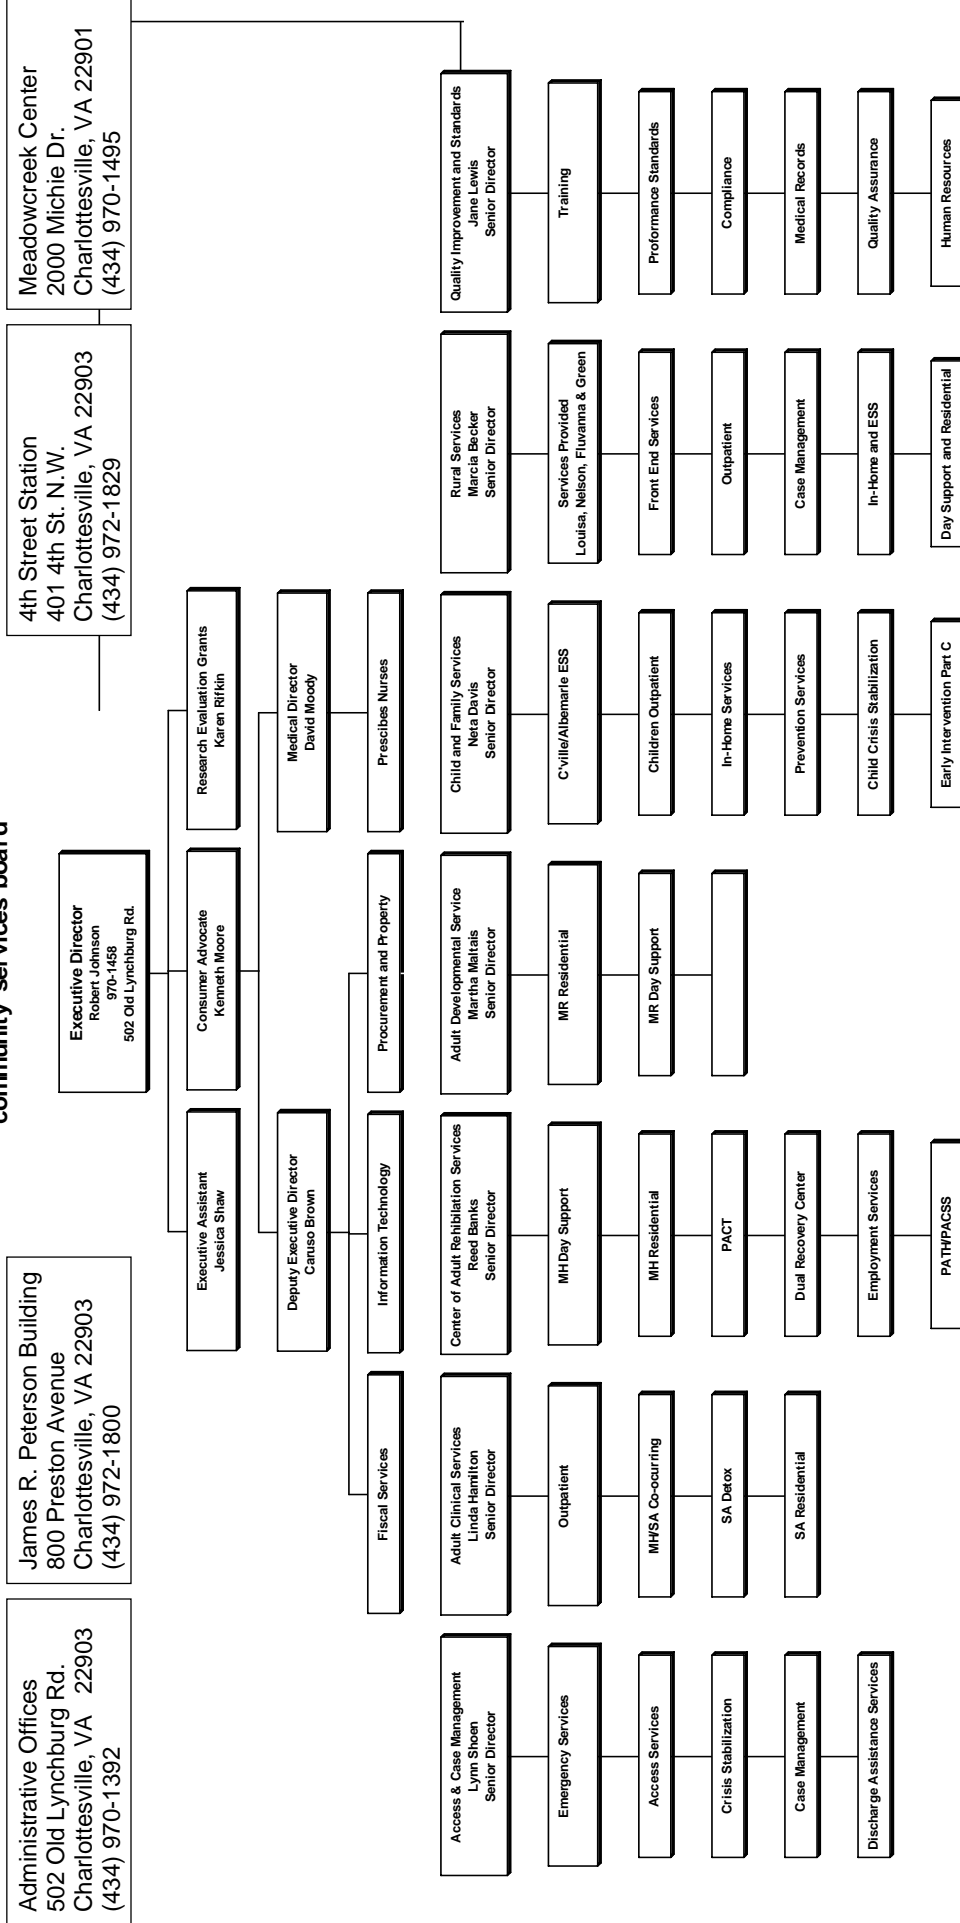 community services board
Administrative Offices
502 Old Lynchburg Rd.
Charlottesville, VA 22903
(434) 970-1392
James R. Peterson Building
800 Preston Avenue
Charlottesville, VA 22903
(434) 972-1800
4th Street Station
401 4th St. N.W.
Charlottesville, VA 22903
(434) 972-1829
Meadowcreek Center
2000 Michie Dr.
Charlottesville, VA 22901
(434) 970-1495
Executive Director
Robert Johnson
970-1458
502 Old Lynchburg Rd.
Executive Assistant
Jessica Shaw
Consumer Advocate
Kenneth Moore
Research Evaluation Grants
Karen Rifkin
Deputy Executive Director
Caruso Brown
Medical Director
David Moody
Fiscal Services
Information Technology
Procurement and Property
Prescibes Nurses
Access & Case Management
Lynn Shoen
Senior Director
Emergency Services
Access Services
Crisis Stabilization
Case Management
Discharge Assistance Services
Adult Clinical Services
Linda Hamilton
Senior Director
Outpatient
MH/SA Co-ocurring
SA Detox
SA Residential
Center of Adult Rehibilation Services
Reed Banks
Senior Director
MH Day Support
MH Residential
PACT
Dual Recovery Center
Employment Services
PATH/PACSS
Adult Developmental Service
Martha Maltais
Senior Director
MR Residential
MR Day Support
Child and Family Services
Neta Davis
Senior Director
C'ville/Albemarle ESS
Children Outpatient
In-Home Services
Prevention Services
Child Crisis Stabilization
Early Intervention Part C
Rural Services
Marcia Becker
Senior Director
Services Provided
Louisa, Nelson, Fluvanna & Green
Front End Services
Outpatient
Case Management
In-Home and ESS
Day Support and Residential
Quality Improvement and Standards
Jane Lewis
Senior Director
Training
Proformance Standards
Compliance
Medical Records
Quality Assurance
Human Resources